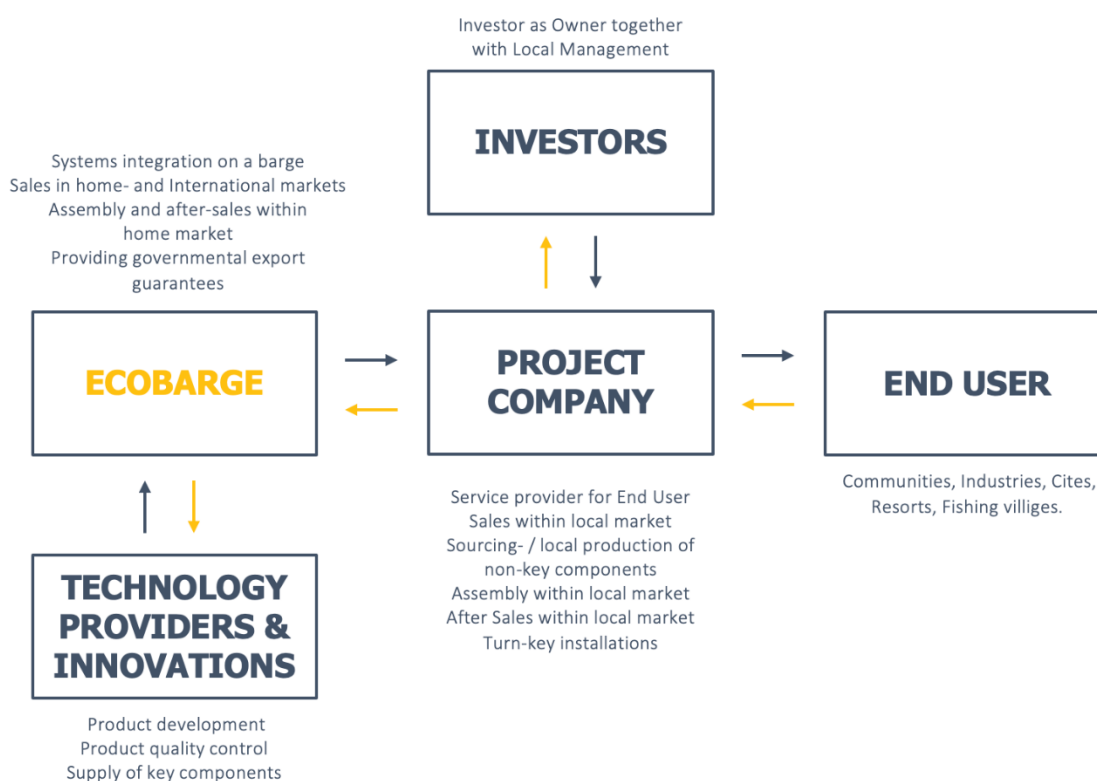 Investor as Owner together
with Local Management
INVESTORS
Systems integration on a barge
Sales in home- and International markets
Assembly and after-sales within
home market
Providing governmental export
guarantees
ECOBARGE
PROJECT
COMPANY
END USER
Service provider for End User
Sales within local market
Sourcing- / local production of
non-key components
Assembly within local market
After Sales within local market
Turn-key installations
Communities, Industries, Cites,
Resorts, Fishing villiges.
TECHNOLOGY
PROVIDERS &
INNOVATIONS
Product development
Product quality control
Supply of key components